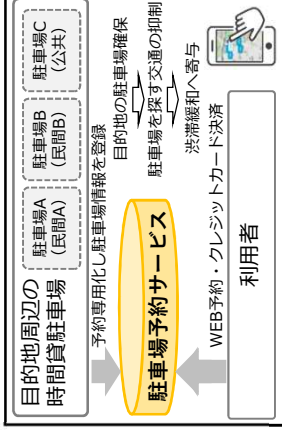 目的地周辺の
時間貸駐車場
駐車場A
(民間A)
駐車場B
(民間B)
駐車場C
(公共)
予約専用化し駐車場情報を登録
駐車場予約サービス
目的地の駐車場確保
駐車場を探す交通の抑制
渋滞緩和へ寄与
WEB予約・クレジットカード決済
利用者